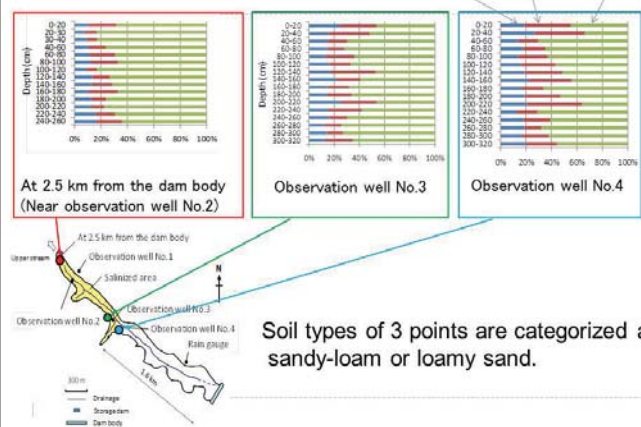 Depth (cm)
0-20
20-30
30-40
40-60
60-80
80-100
100-120
120-140
140-160
160-180
180-200
200-220
220-240
240-260
0% 20% 40% 60% 80% 100%
At 2.5 km from the dam body
(Near observation well No.2)
Depth (cm)
0-20
20-40
40-60
60-80
80-100
100-120
120-140
140-160
160-180
180-200
200-220
220-240
240-260
260-280
280-300
300-320
0% 20% 40% 60% 80% 100%
Observation well No.3
Depth (cm)
0-20
20-40
40-60
60-80
80-100
100-120
120-140
140-160
160-180
180-200
200-220
220-240
240-260
260-280
280-300
300-320
0% 20% 40% 60% 80% 100%
Observation well No.4
At 2.5 km from the dam body
Upper stream
Observation well No.1
Salinized area
N
Observation well No.3
Observation well No.2
Observation well No.4
Rain gauge
1.6 km
300 m
Drainage
Storage dam
Dam body
Soil types of 3 points are categorized a
sandy-loam or loamy sand.